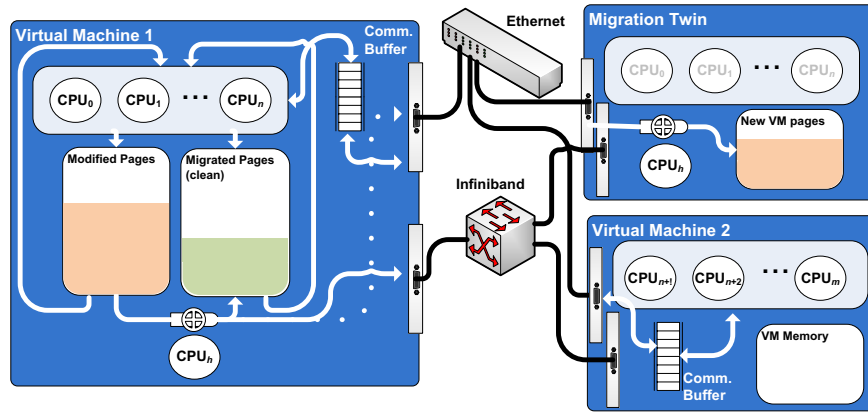 Virtual Machine 1
Comm.
Buffer
CPU0
CPU1
...
CPUn
Modified Pages
Migrated Pages
(clean)
CPUh
Ethernet
Infiniband
Migration Twin
CPU0
CPU1
...
CPUn
New VM pages
CPUh
Virtual Machine 2
CPUn+!
CPUn+2
...
CPUm
VM Memory
Comm.
Buffer